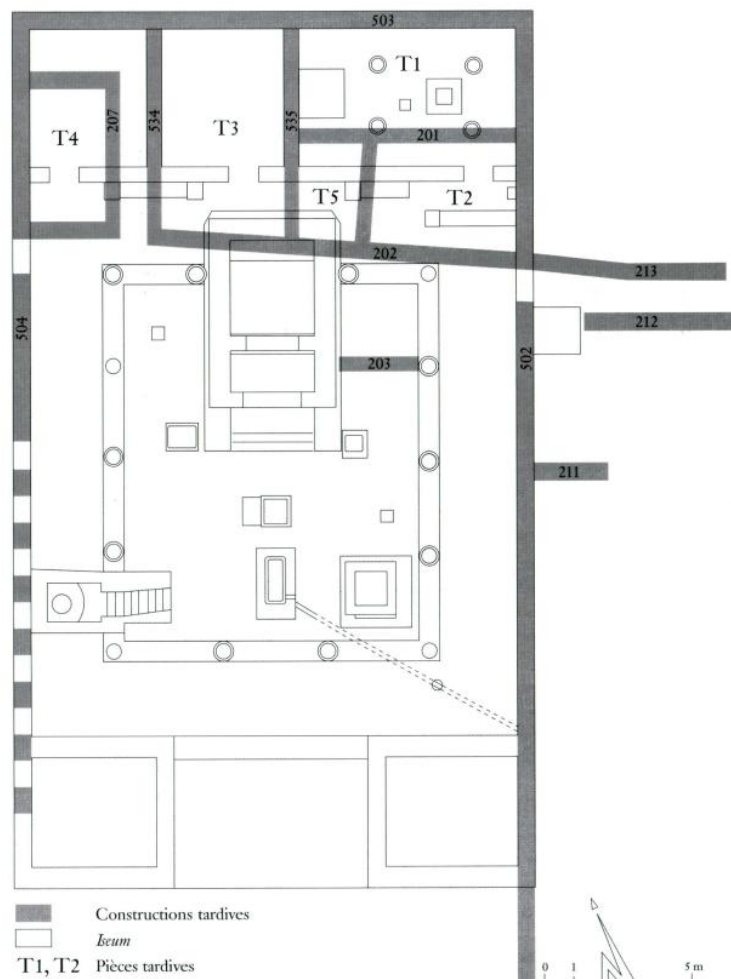 503
T1
207
534
T3
535
T4
201
T5
T2
202
213
504
212
502
203
211
Constructions tardives
Iseum
T1, T2 Pièces tardives
0 1 5 m